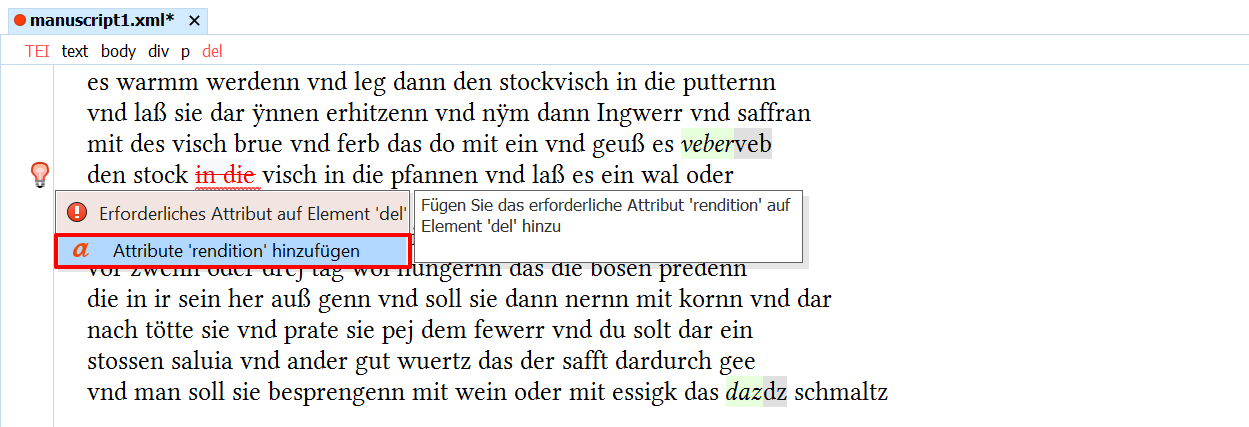 manuscript1.xml* ×
TEI text body div p del
es warmm werdenn vnd leg dann den stockvisch in die putternn
vnd laß sie dar ÿnnen erhitzenn vnd nÿm dann Ingwerr vnd saffran
mit des visch brue vnd ferb das do mit ein vnd geuß es veberveb
den stock in die visch in die pfannen vnd laß es ein wal oder
Erforderliches Attribut auf Element 'del'
Attribute 'rendition' hinzufügen
Fügen Sie das erforderliche Attribut 'rendition' auf
Element 'del' hinzu
vor zwenn oder drej tag das die bosen predenn
die in ir sein her auß genn vnd soll sie dann nernn mit kornn vnd dar
nach tötte sie vnd prate sie pej dem fewerr vnd du solt dar ein
stossen saluia vnd ander gut wuertz das der safft dardurch gee
vnd man soll sie besprengenn mit wein oder mit essigk das dazdz schmaltz